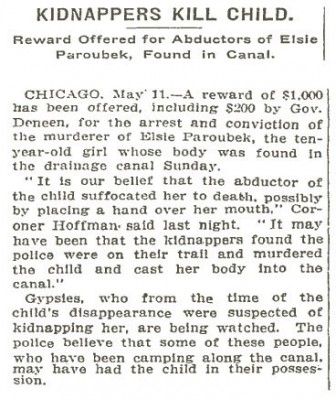 KIDNAPPERS KILL CHILD.
Reward Offered for Abductors of Elsie
Paroubek, Found in Canal.
CHICAGO. May 11.—A reward of $1,000
has been offered, including $200 by Gov.
Deneen, for the arrest and conviction of
the murderer of Elsie Paroubek, the ten-
year-old girl whose body was found in
the drainage canal Sunday.
"It is our belief that the abductor of
the child suffocated her to death, possibly
by placing a hand over her mouth," Cor-
oner Hoffman said last night. "It may
have been that the kidnappers found the
police were on their trail and murdered
the child and cast her body into the
canal."
Gypsies, who from the time of the
child's disappearance were suspected of
kidnapping her, are being watched. The
police believe that some of these people,
who have been camping along the canal,
may have had the child in their posses-
sion.